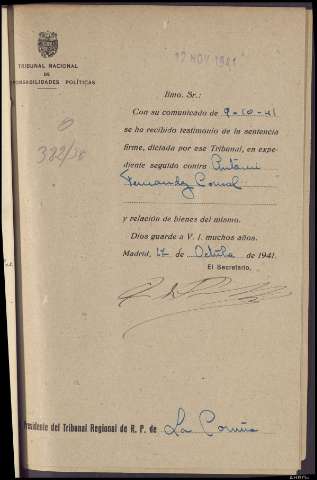 TRIBUNAL NACIONAL
DE
RESPONSABILIDADES POLÍTICAS
12 NOV 1941
Ilmo. Sr.:
Con su comunicado de 9-10-41
se ha recibido testimonio de la sentencia
firme, dictada por ese Tribunal, en expe-
diente seguido contra Antonio
Fernandez
y relación de bienes del mismo.
Dios guarde a V. I. muchos años.
Madrid, 17 de Octubre de 1941.
El Secretario,
Presidente del Tribunal Regional de R. P. de La Coruña